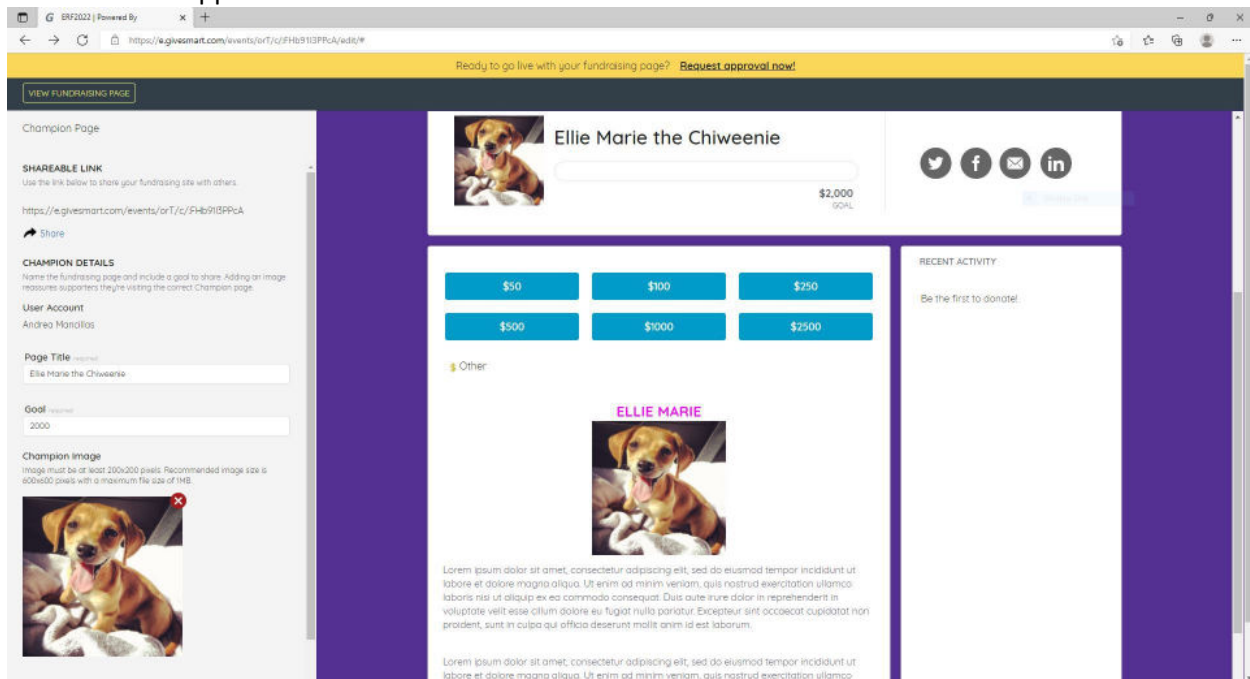 ERF2022 | Powered By
https://e.givesmart.com/events/orT/c/:FHb91I3PPcA/edit/#
Ready to go live with your fundraising page? Request approval now!
VIEW FUNDRAISING PAGE
Champion Page
SHAREABLE LINK
Use the link below to share your fundraising site with others.
https://e.givesmart.com/events/orT/c/:FHb91I3PPcA
Share
CHAMPION DETAILS
Name the fundraising page and include a goal to share. Adding an image
reassures supporters they're visiting the correct Champion page.
User Account
Andrea Mancillas
Page Title required
Ellie Marie the Chiweenie
Goal required
2000
Champion Image
Image must be at least 200x200 pixels. Recommended image size is
600x600 pixels with a maximum file size of 1MB.
Ellie Marie the Chiweenie
$2,000
GOAL
$50 $100 $250
$500 $1000 $2500
$ Other
ELLIE MARIE
Lorem ipsum dolor sit amet, consectetur adipiscing elit, sed do eiusmod tempor incididunt ut
labore et dolore magna aliqua. Ut enim ad minim veniam, quis nostrud exercitation ullamco
laboris nisi ut aliquip ex ea commodo consequat. Duis aute irure dolor in reprehenderit in
voluptate velit esse cillum dolore eu fugiat nulla pariatur. Excepteur sint occaecat cupidatat non
proident, sunt in culpa qui officia deserunt mollit anim id est laborum.
Lorem ipsum dolor sit amet, consectetur adipiscing elit, sed do eiusmod tempor incididunt ut
labore et dolore magna aliqua. Ut enim ad minim veniam, quis nostrud exercitation ullamco
RECENT ACTIVITY
Be the first to donate!